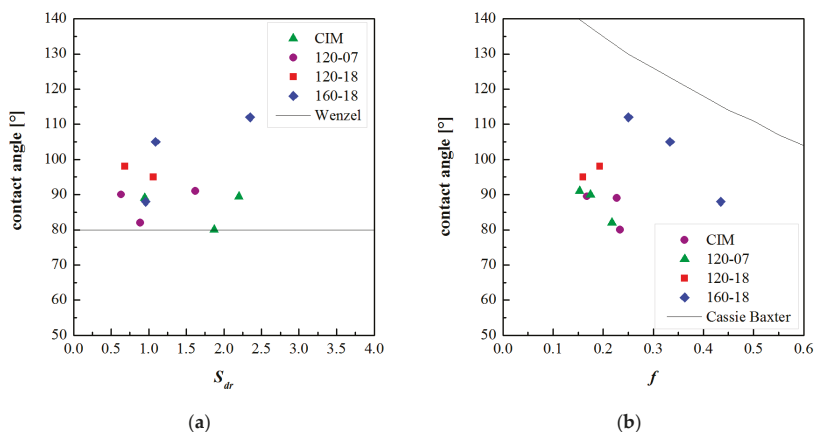 140
130
120
110
100
90
80
70
60
50
contact angle [°]
0.0 0.5 1.0 1.5 2.0 2.5 3.0 3.5 4.0
S_dr
CIM
120-07
120-18
160-18
Wenzel
(a)
140
130
120
110
100
90
80
70
60
50
contact angle [°]
0.0 0.1 0.2 0.3 0.4 0.5 0.6
f
CIM
120-07
120-18
160-18
Cassie Baxter
(b)